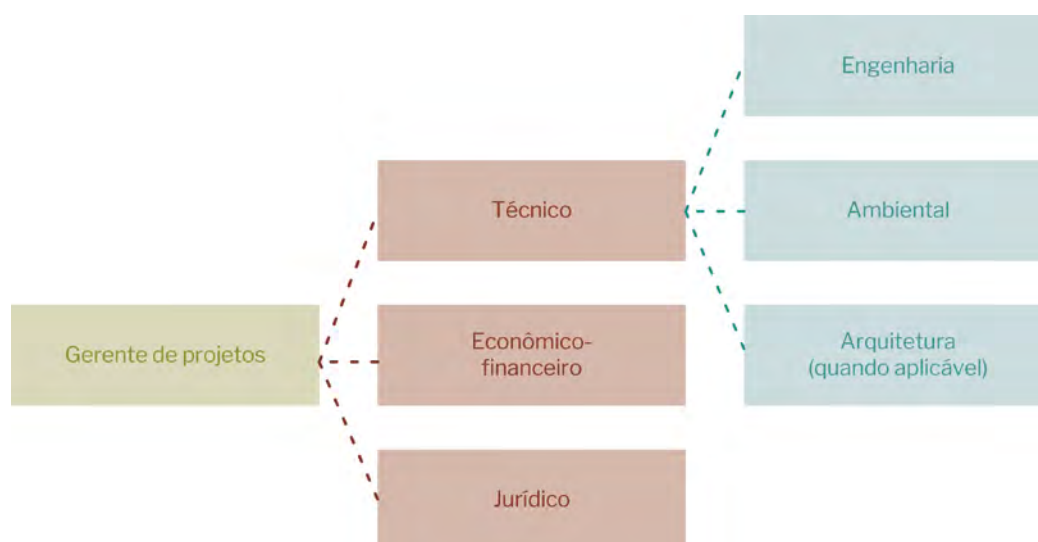 Gerente de projetos
Técnico
Econômico-
financeiro
Jurídico
Engenharia
Ambiental
Arquitetura
(quando aplicável)